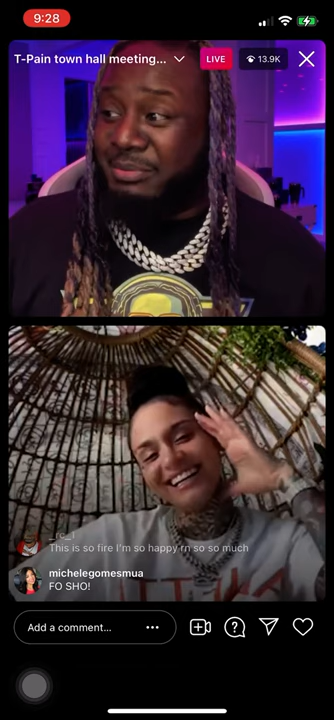 9:28
T-Pain town hall meeting...
LIVE
13.9K
_rc_1
This is so fire I'm so happy rn so so much
michelegomesmua
FO SHO!
Add a comment...